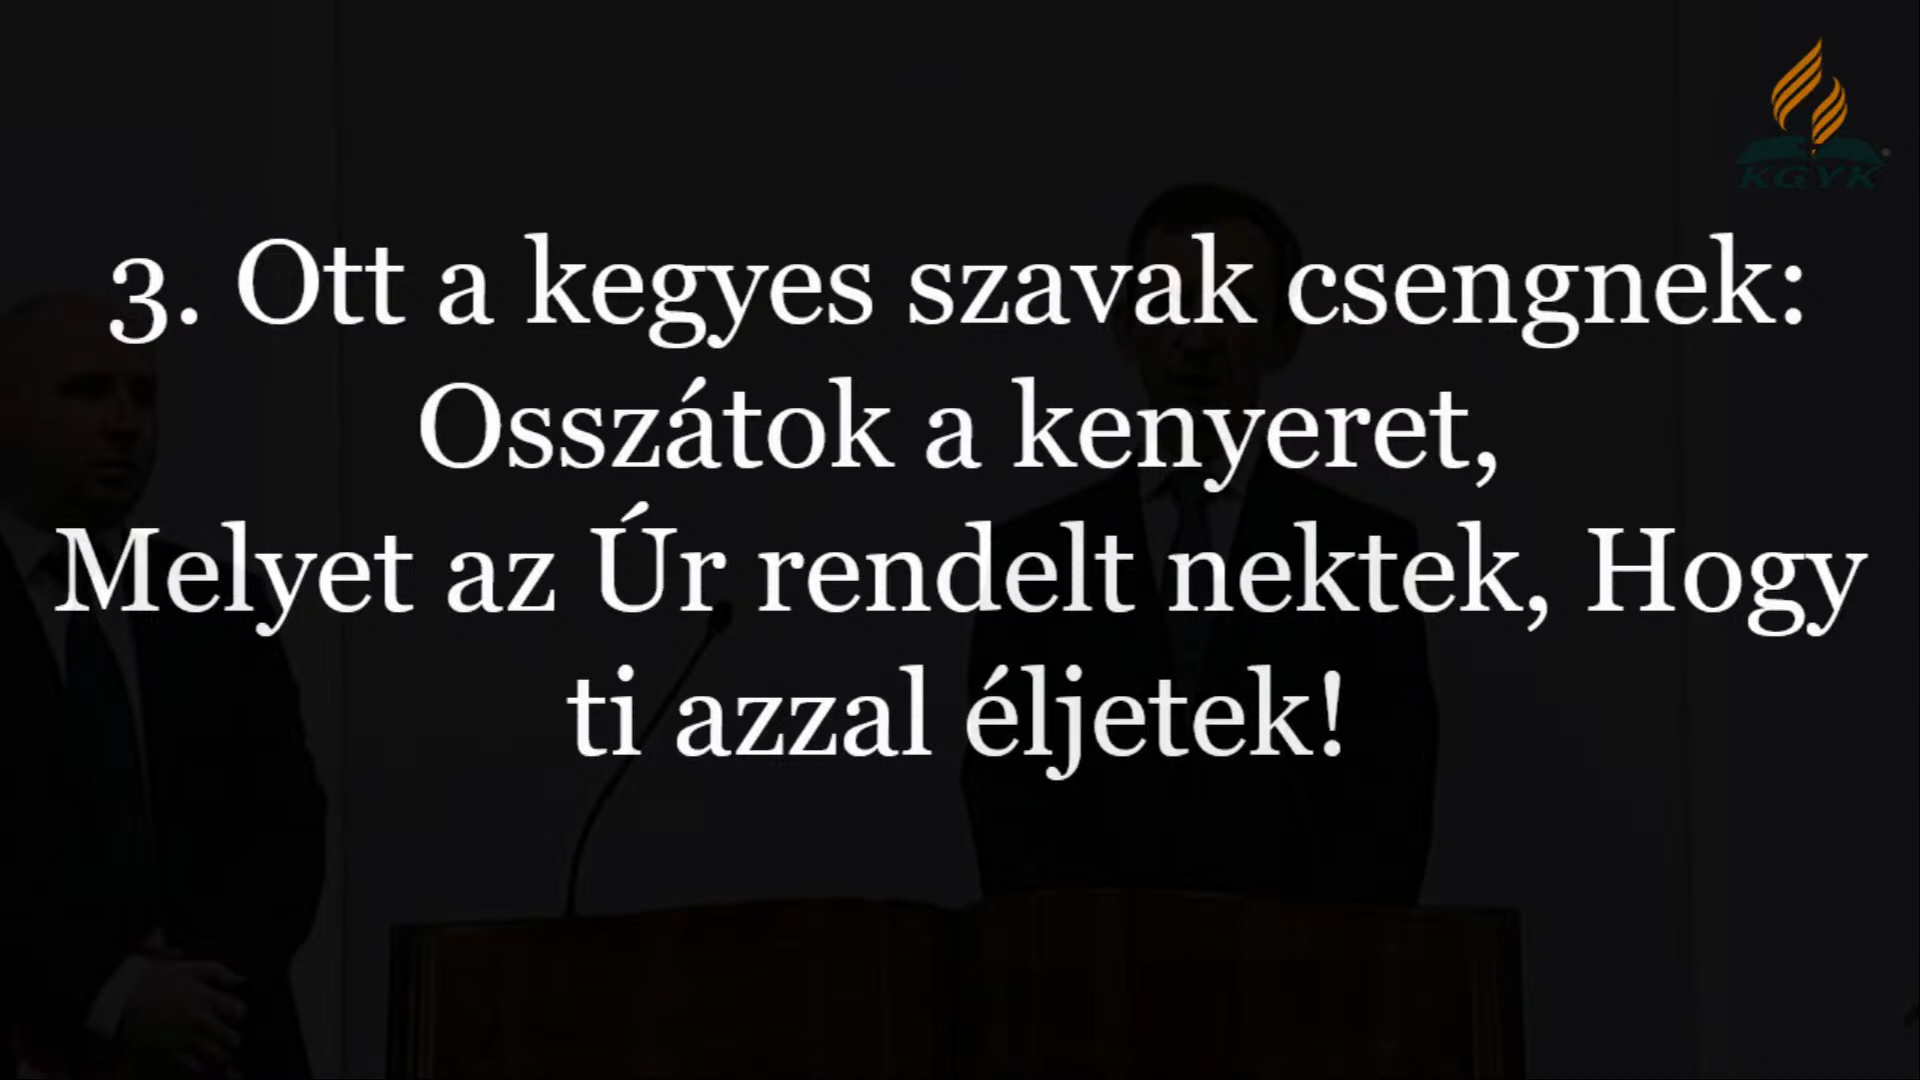 KGYK
3. Ott a kegyes szavak csengnek:
Osszátok a kenyeret,
Melyet az Úr rendelt nektek, Hogy
ti azzal éljetek!